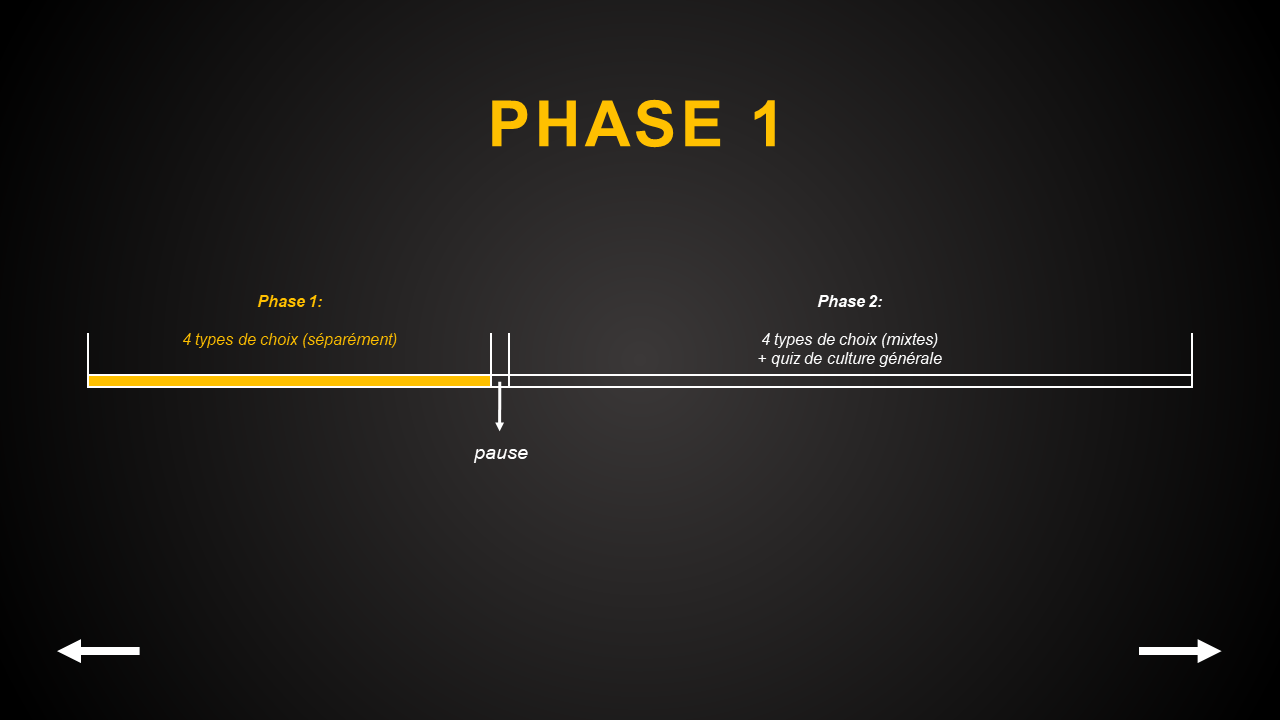 PHASE 1
Phase 1:
4 types de choix (séparément)
Phase 2:
4 types de choix (mixtes)
+ quiz de culture générale
pause